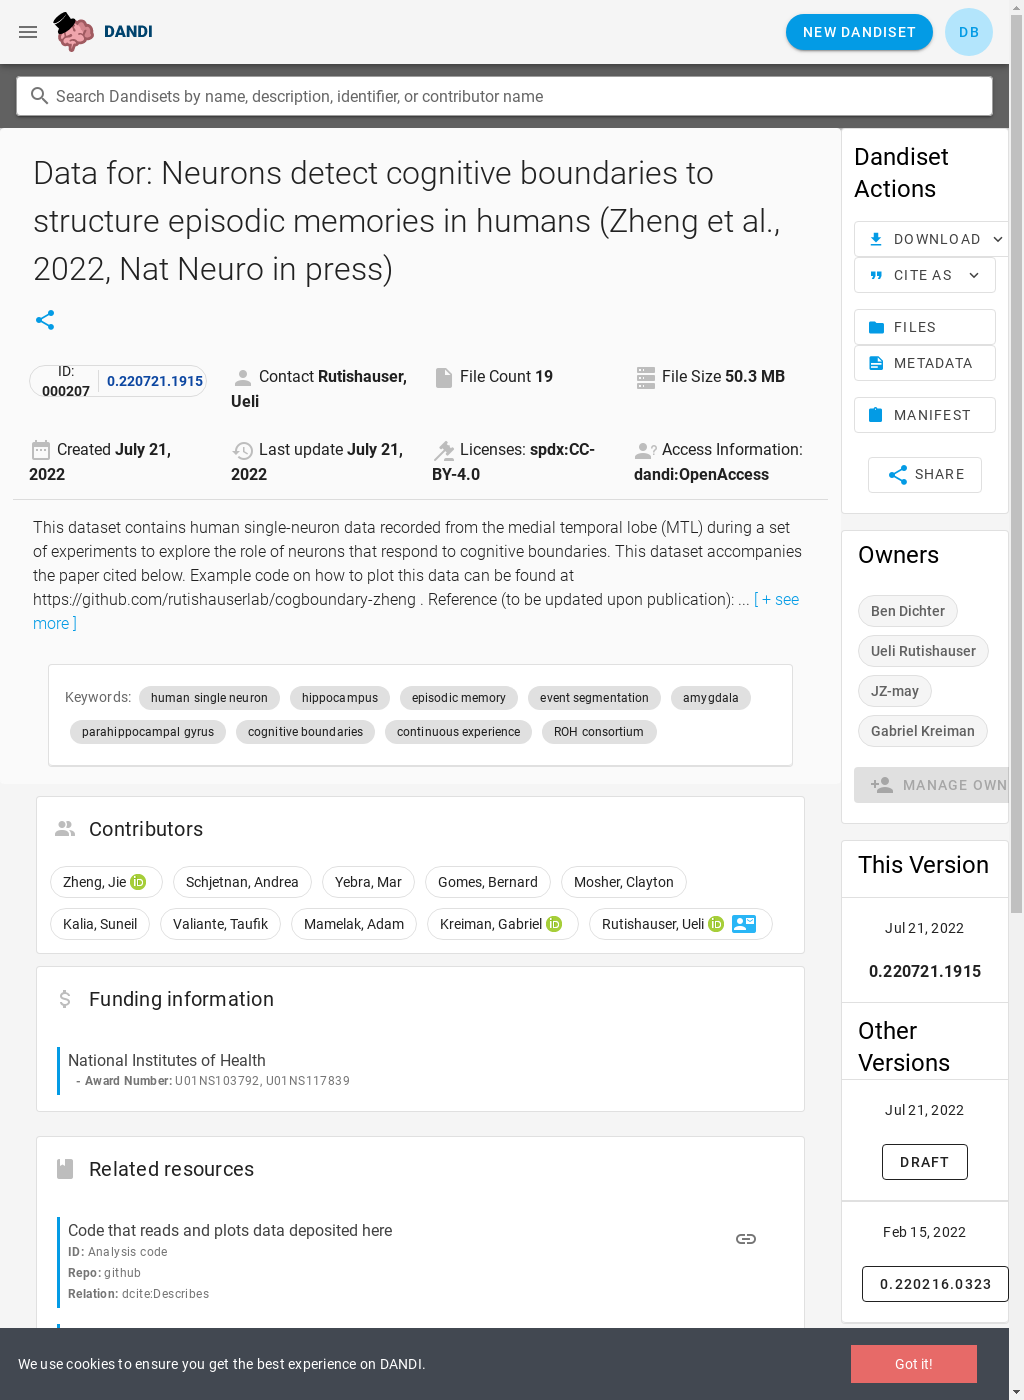 DANDI
NEW DANDISET
DB
Search Dandisets by name, description, identifier, or contributor name
Data for: Neurons detect cognitive boundaries to
structure episodic memories in humans (Zheng et al.,
2022, Nat Neuro in press)
ID:
000207
0.220721.1915
Contact Rutishauser,
Ueli
File Count 19
File Size 50.3 MB
Created July 21,
2022
Last update July 21,
2022
Licenses: spdx:CC-
BY-4.0
Access Information:
dandi:OpenAccess
This dataset contains human single-neuron data recorded from the medial temporal lobe (MTL) during a set
of experiments to explore the role of neurons that respond to cognitive boundaries. This dataset accompanies
the paper cited below. Example code on how to plot this data can be found at
https://github.com/rutishauserlab/cogboundary-zheng . Reference (to be updated upon publication): ... [ + see
more ]
Keywords: human single neuron hippocampus episodic memory event segmentation amygdala
parahippocampal gyrus cognitive boundaries continuous experience ROH consortium
Contributors
Zheng, Jie iD Schjetnan, Andrea Yebra, Mar Gomes, Bernard Mosher, Clayton
Kalia, Suneil Valiante, Taufik Mamelak, Adam Kreiman, Gabriel iD Rutishauser, Ueli iD
Funding information
National Institutes of Health
- Award Number: U01NS103792, U01NS117839
Related resources
Code that reads and plots data deposited here
ID: Analysis code
Repo: github
Relation: dcite:Describes
Dandiset
Actions
DOWNLOAD
CITE AS
FILES
METADATA
MANIFEST
SHARE
Owners
Ben Dichter
Ueli Rutishauser
JZ-may
Gabriel Kreiman
MANAGE OWN
This Version
Jul 21, 2022
0.220721.1915
Other
Versions
Jul 21, 2022
DRAFT
Feb 15, 2022
0.220216.0323
We use cookies to ensure you get the best experience on DANDI.
Got it!